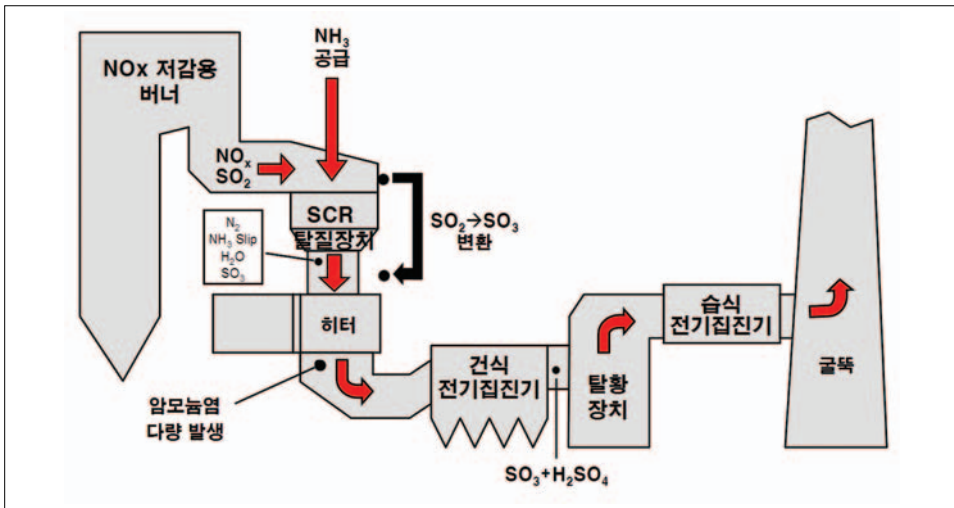 NOx 저감용
버너
NH₃
공급
NOₓ
SO₂
SCR
탈질장치
SO₂→SO₃
변환
N₂
NH₃ Slip
H₂O
SO₃
히터
암모늄염
다량 발생
건식
전기집진기
SO₃+H₂SO₄
탈황
장치
습식
전기집진기
굴뚝